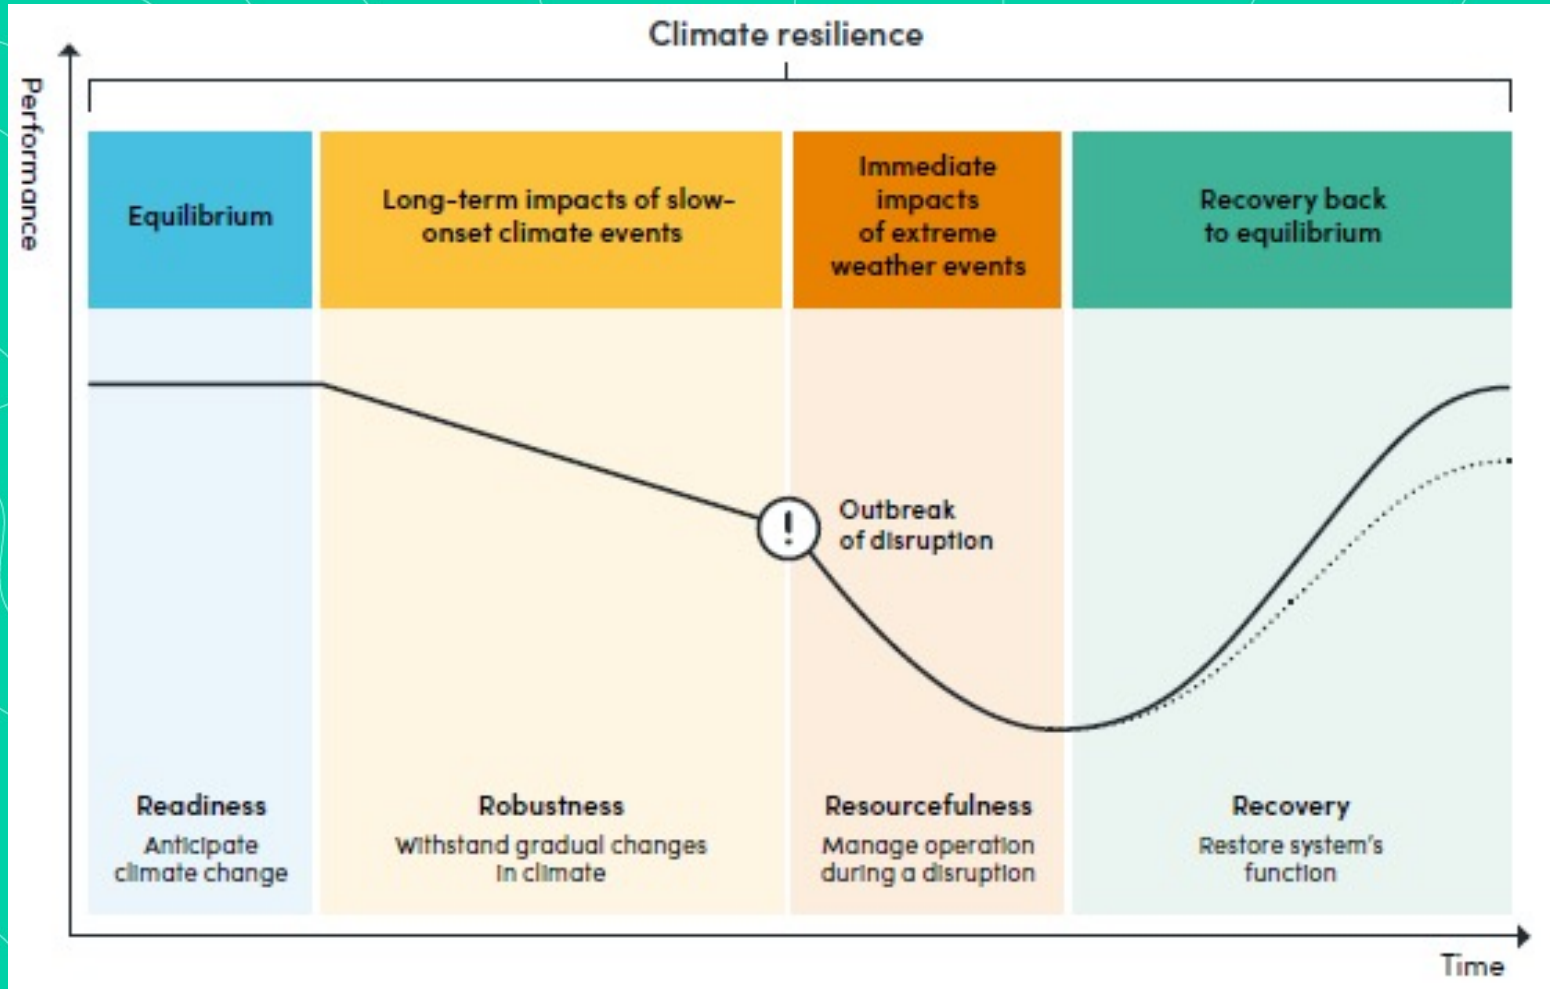 Climate resilience
Performance
Equilibrium
Long-term impacts of slow-
onset climate events
Immediate
impacts
of extreme
weather events
Recovery back
to equilibrium
!
Outbreak
of disruption
Readiness
Anticipate
climate change
Robustness
Withstand gradual changes
in climate
Resourcefulness
Manage operation
during a disruption
Recovery
Restore system's
function
Time